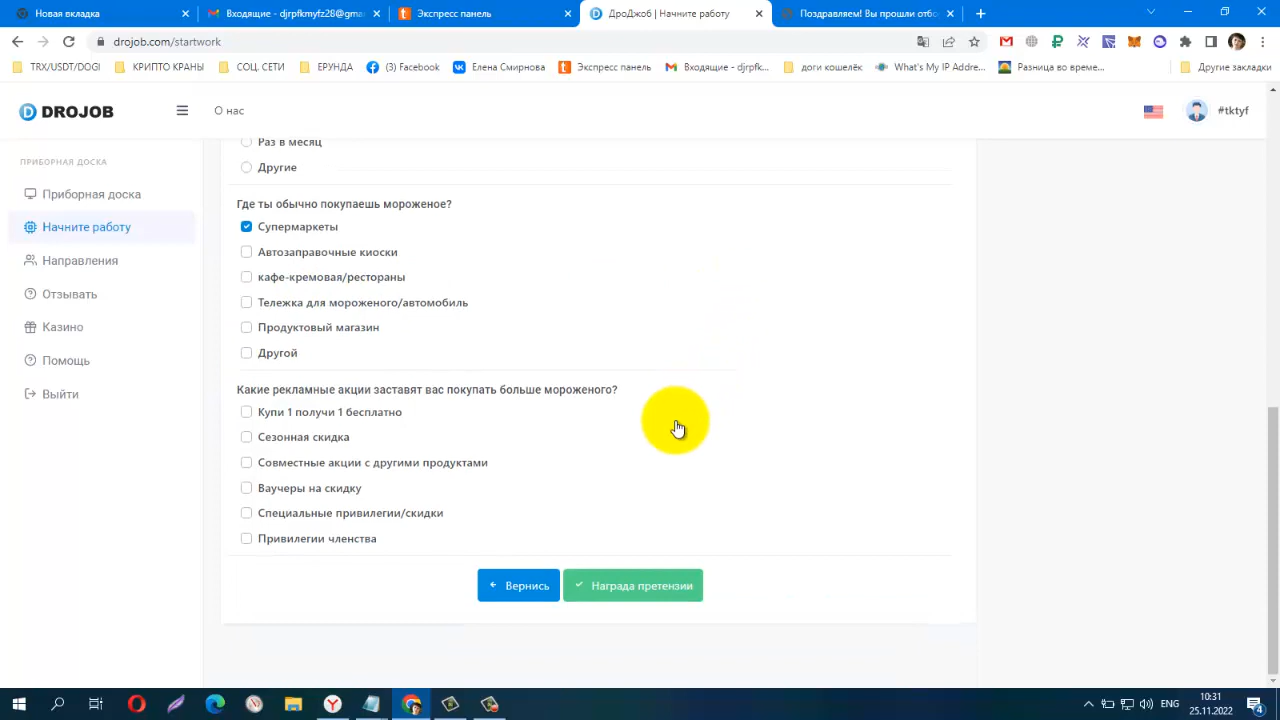 Новая вкладка
Входящие - djrpfkmyfz28@gmai
Экспресс панель
ДроДжоб | Начните работу
Поздравляем! Вы прошли отбо
drojob.com/startwork
TRX/USDT/DOGI
КРИПТО КРАНЫ
СОЦ. СЕТИ
ЕРУНДА
(3) Facebook
Елена Смирнова
Экспресс панель
Входящие - djrpfk...
доги кошелёк
What's My IP Addre...
Разница во време...
Другие закладки
DROJOB
О нас
#tktyf
ПРИБОРНАЯ ДОСКА
Приборная доска
Начните работу
Направления
Отзывать
Казино
Помощь
Выйти
Раз в месяц
Другие
Где ты обычно покупаешь мороженое?
Супермаркеты
Автозаправочные киоски
кафе-кремовая/рестораны
Тележка для мороженого/автомобиль
Продуктовый магазин
Другой
Какие рекламные акции заставят вас покупать больше мороженого?
Купи 1 получи 1 бесплатно
Сезонная скидка
Совместные акции с другими продуктами
Ваучеры на скидку
Специальные привилегии/скидки
Привилегии членства
Вернись
Награда претензии
ENG
10:31
25.11.2022
4